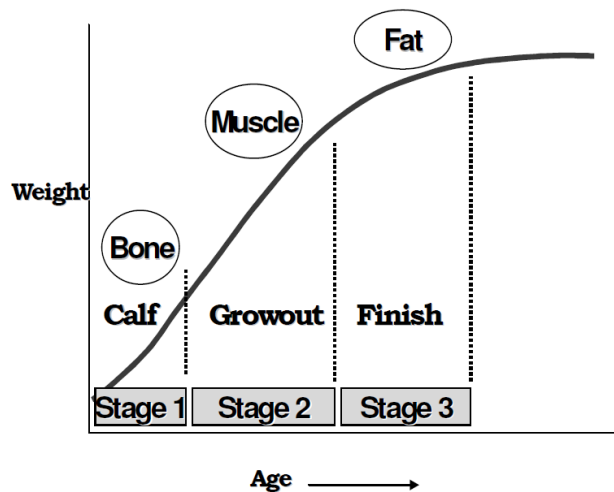 Fat
Muscle
Weight
Bone
Calf
Growout
Finish
Stage 1
Stage 2
Stage 3
Age